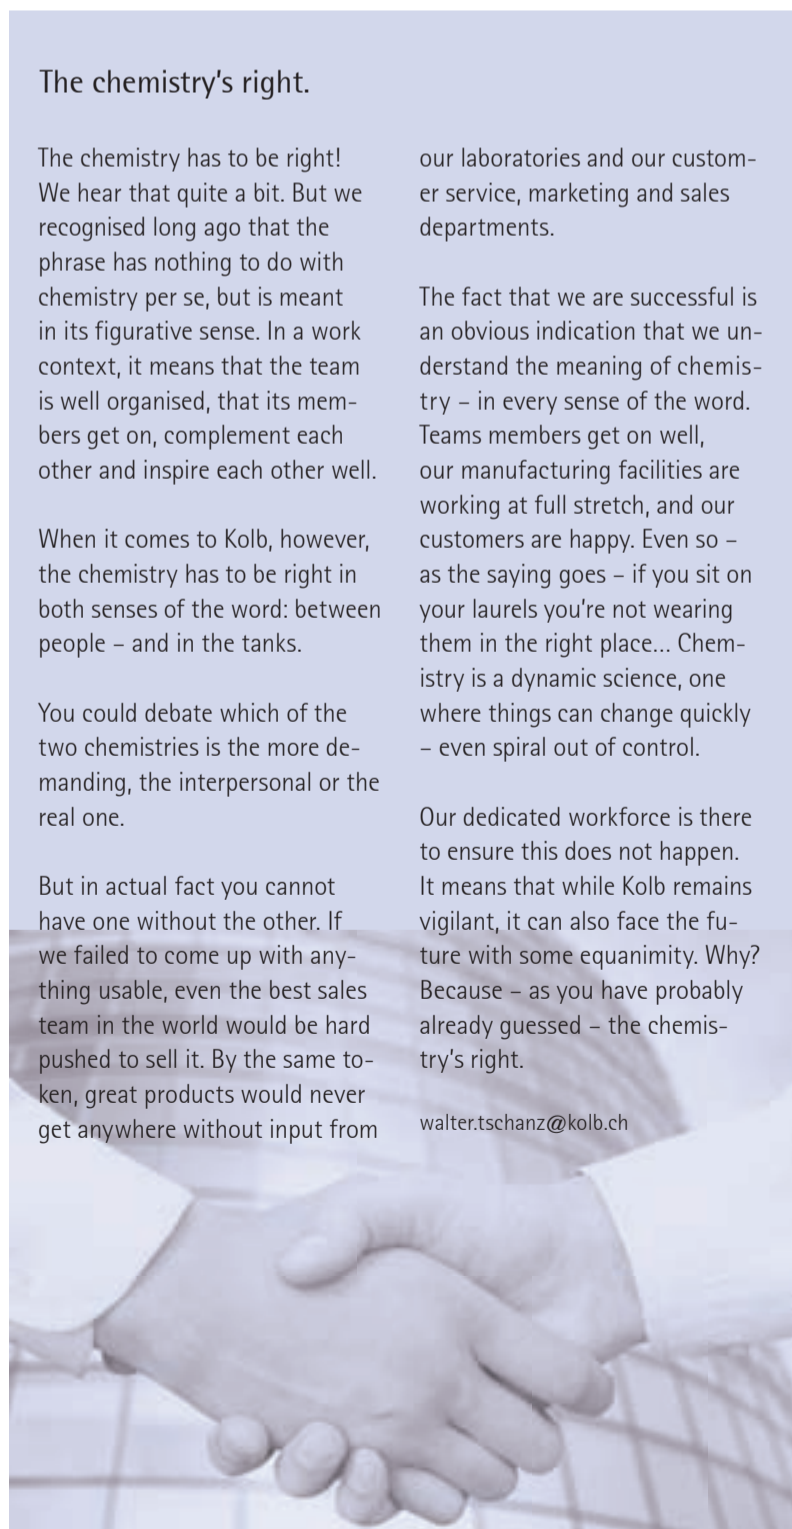 The chemistry's right.
The chemistry has to be right!
We hear that quite a bit. But we
recognised long ago that the
phrase has nothing to do with
chemistry per se, but is meant
in its figurative sense. In a work
context, it means that the team
is well organised, that its mem-
bers get on, complement each
other and inspire each other well.
When it comes to Kolb, however,
the chemistry has to be right in
both senses of the word: between
people – and in the tanks.
You could debate which of the
two chemistries is the more de-
manding, the interpersonal or the
real one.
But in actual fact you cannot
have one without the other. If
we failed to come up with any-
thing usable, even the best sales
team in the world would be hard
pushed to sell it. By the same to-
ken, great products would never
get anywhere without input from
our laboratories and our custom-
er service, marketing and sales
departments.
The fact that we are successful is
an obvious indication that we un-
derstand the meaning of chemis-
try – in every sense of the word.
Teams members get on well,
our manufacturing facilities are
working at full stretch, and our
customers are happy. Even so –
as the saying goes – if you sit on
your laurels you're not wearing
them in the right place... Chem-
istry is a dynamic science, one
where things can change quickly
– even spiral out of control.
Our dedicated workforce is there
to ensure this does not happen.
It means that while Kolb remains
vigilant, it can also face the fu-
ture with some equanimity. Why?
Because – as you have probably
already guessed – the chemis-
try's right.
walter.tschanz@kolb.ch